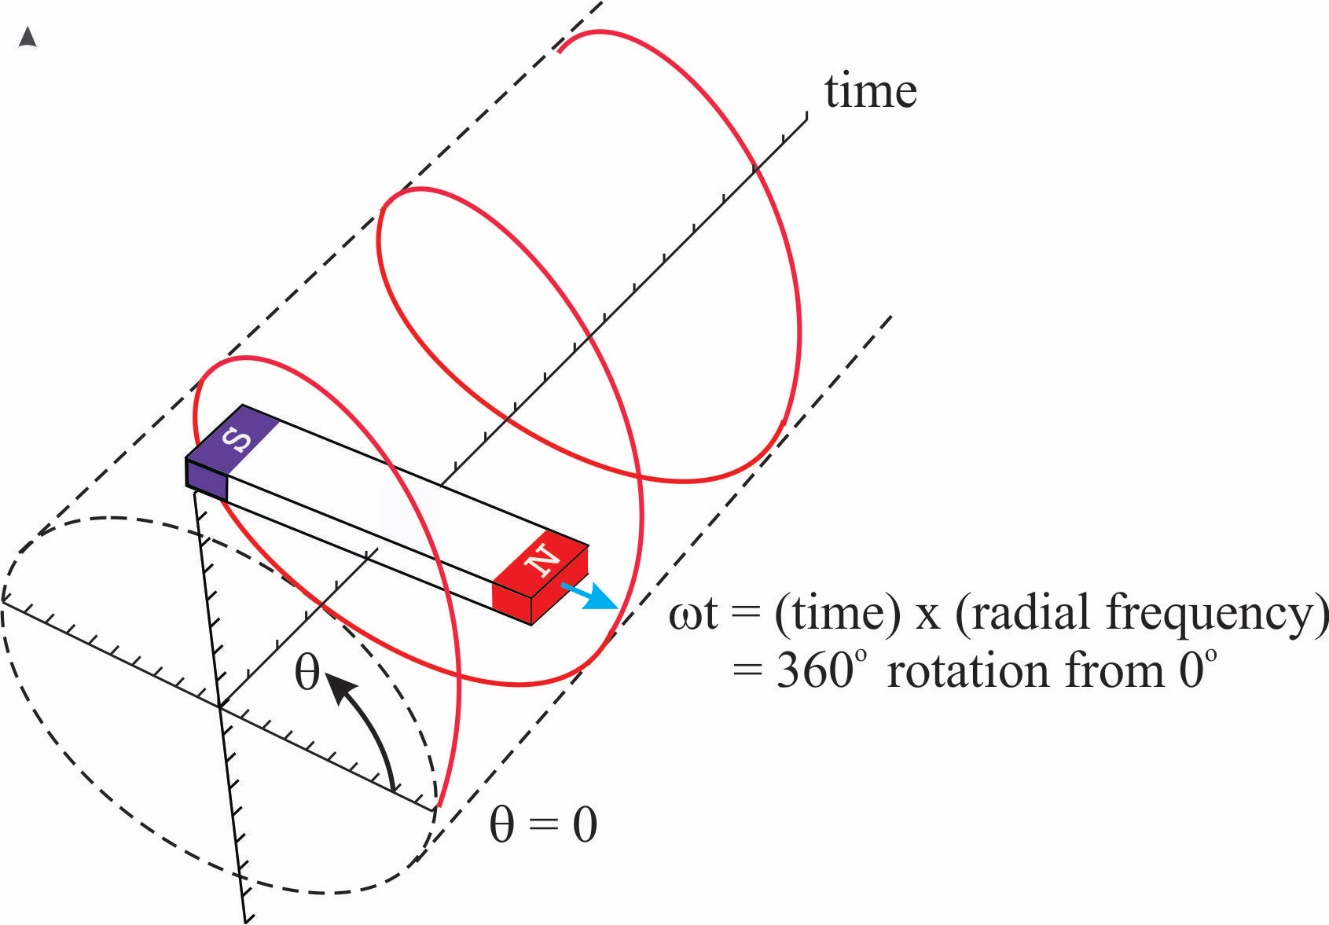 time
S
N
ωt = (time) x (radial frequency)
= 360° rotation from 0°
θ
θ = 0